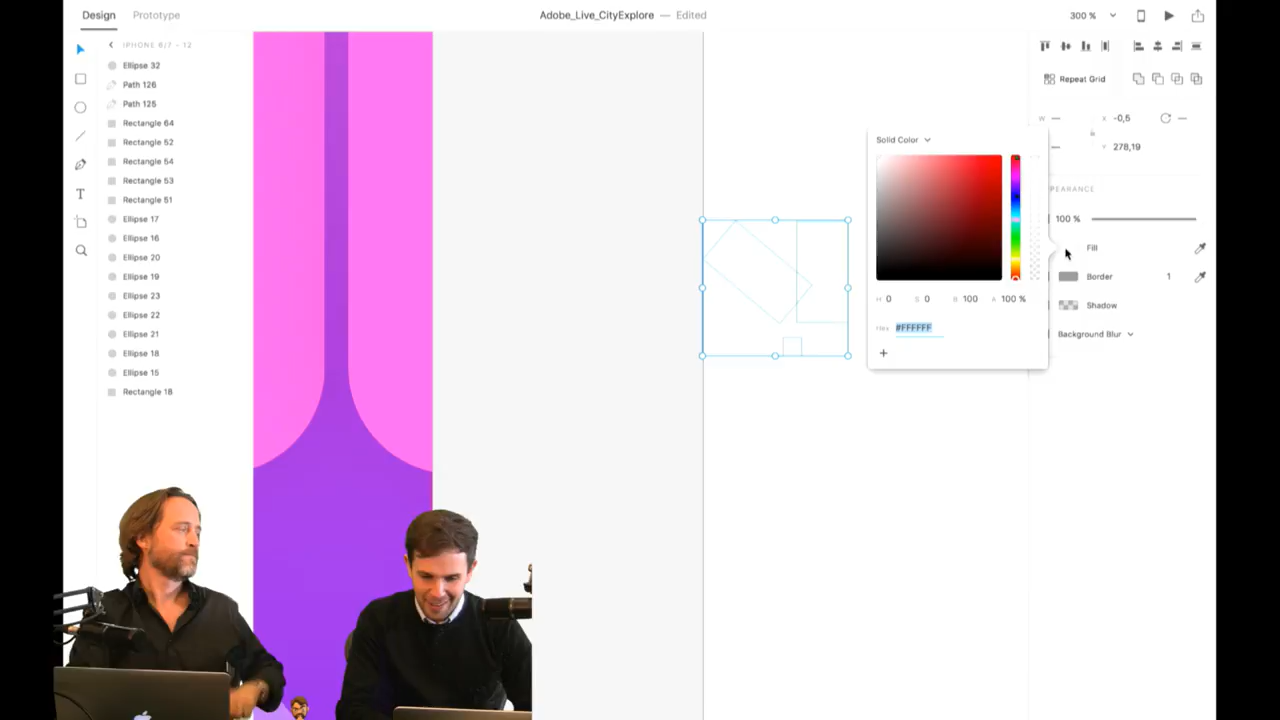 Design Prototype Adobe_Live_CityExplore — Edited 300 %
IPHONE 6/7 - 12
Ellipse 32
Path 126
Path 125
Rectangle 64
Rectangle 52
Rectangle 54
Rectangle 53
Rectangle 51
Ellipse 17
Ellipse 16
Ellipse 20
Ellipse 19
Ellipse 23
Ellipse 22
Ellipse 21
Ellipse 18
Ellipse 15
Rectangle 18
T
Solid Color
H 0 S 0 B 100 A 100 %
Hex #FFFFFF
+
Repeat Grid
W — X -0,5 —
— Y 278,19
PEARANCE
100 %
Fill
Border 1
Shadow
Background Blur